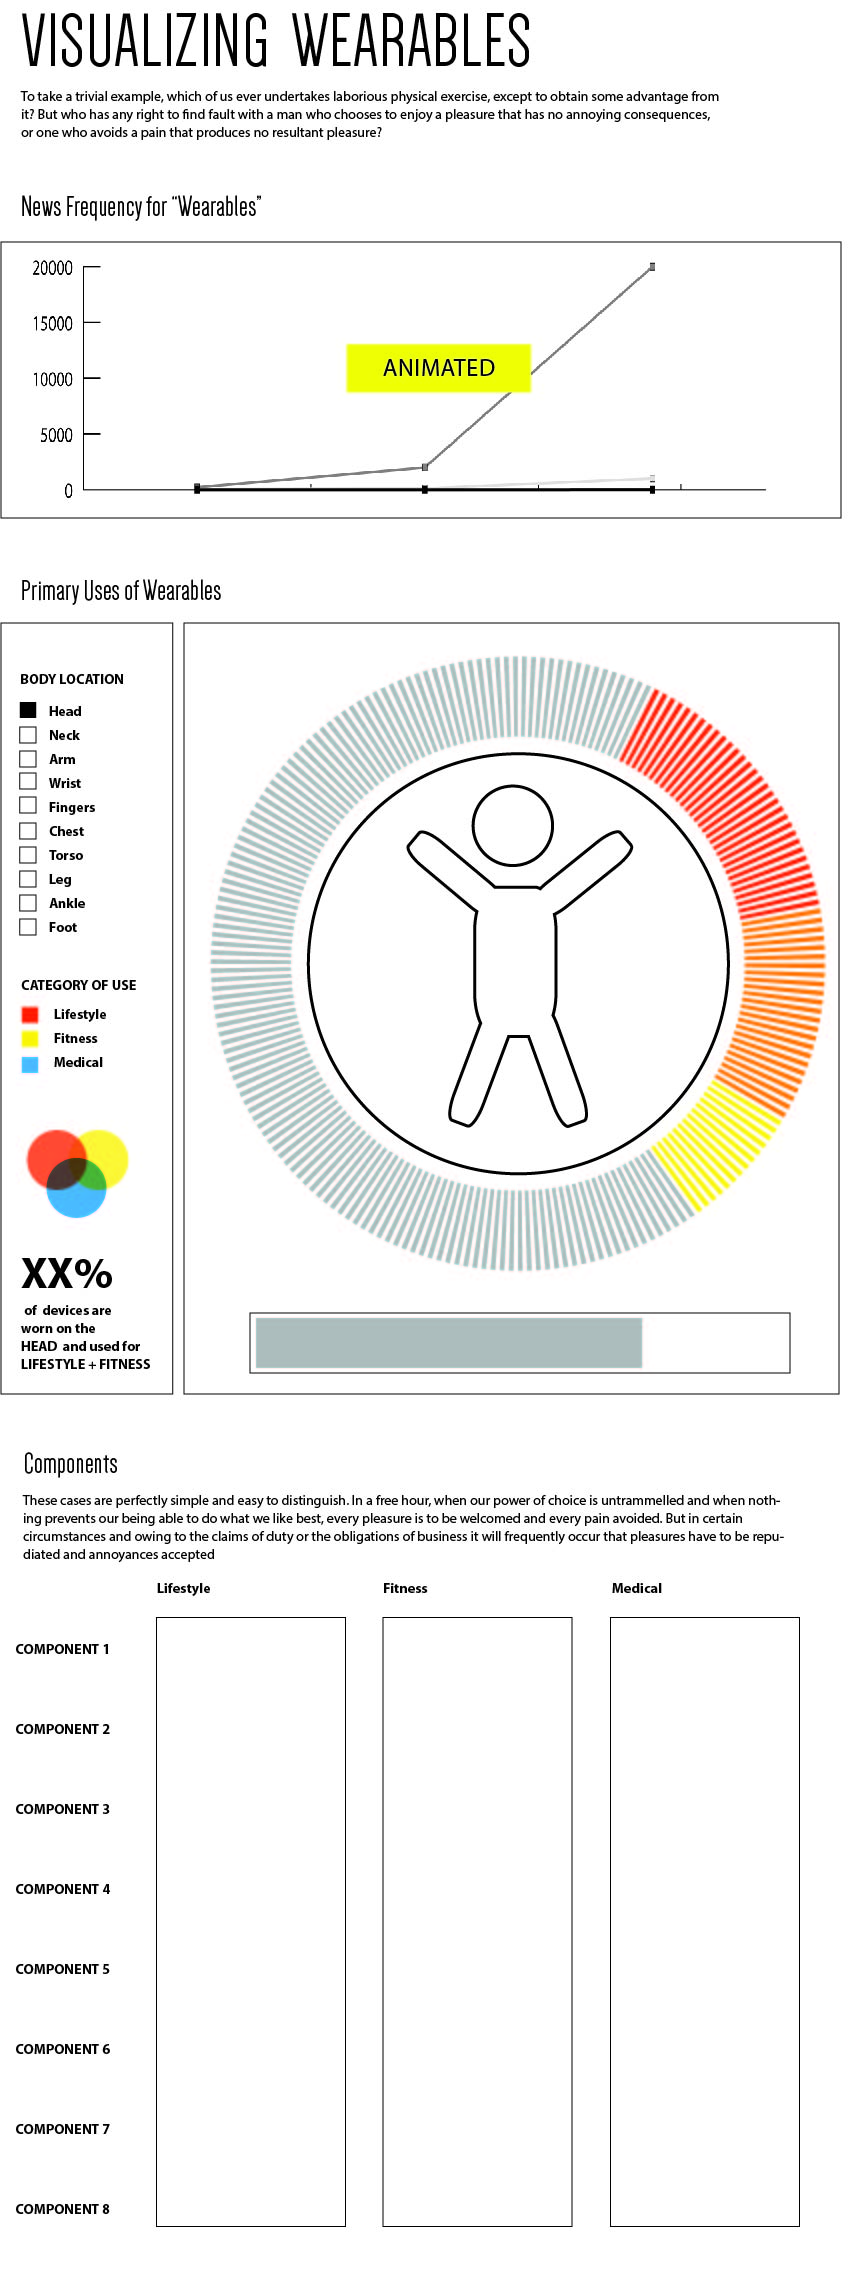 VISUALIZING WEARABLES
To take a trivial example, which of us ever undertakes laborious physical exercise, except to obtain some advantage from
it? But who has any right to find fault with a man who chooses to enjoy a pleasure that has no annoying consequences,
or one who avoids a pain that produces no resultant pleasure?
News Frequency for "Wearables"
20000
15000
10000
5000
0
ANIMATED
Primary Uses of Wearables
BODY LOCATION
Head
Neck
Arm
Wrist
Fingers
Chest
Torso
Leg
Ankle
Foot
CATEGORY OF USE
Lifestyle
Fitness
Medical
XX%
of devices are
worn on the
HEAD and used for
LIFESTYLE + FITNESS
Components
These cases are perfectly simple and easy to distinguish. In a free hour, when our power of choice is untrammelled and when noth-
ing prevents our being able to do what we like best, every pleasure is to be welcomed and every pain avoided. But in certain
circumstances and owing to the claims of duty or the obligations of business it will frequently occur that pleasures have to be repu-
diated and annoyances accepted
Lifestyle Fitness Medical
COMPONENT 1
COMPONENT 2
COMPONENT 3
COMPONENT 4
COMPONENT 5
COMPONENT 6
COMPONENT 7
COMPONENT 8